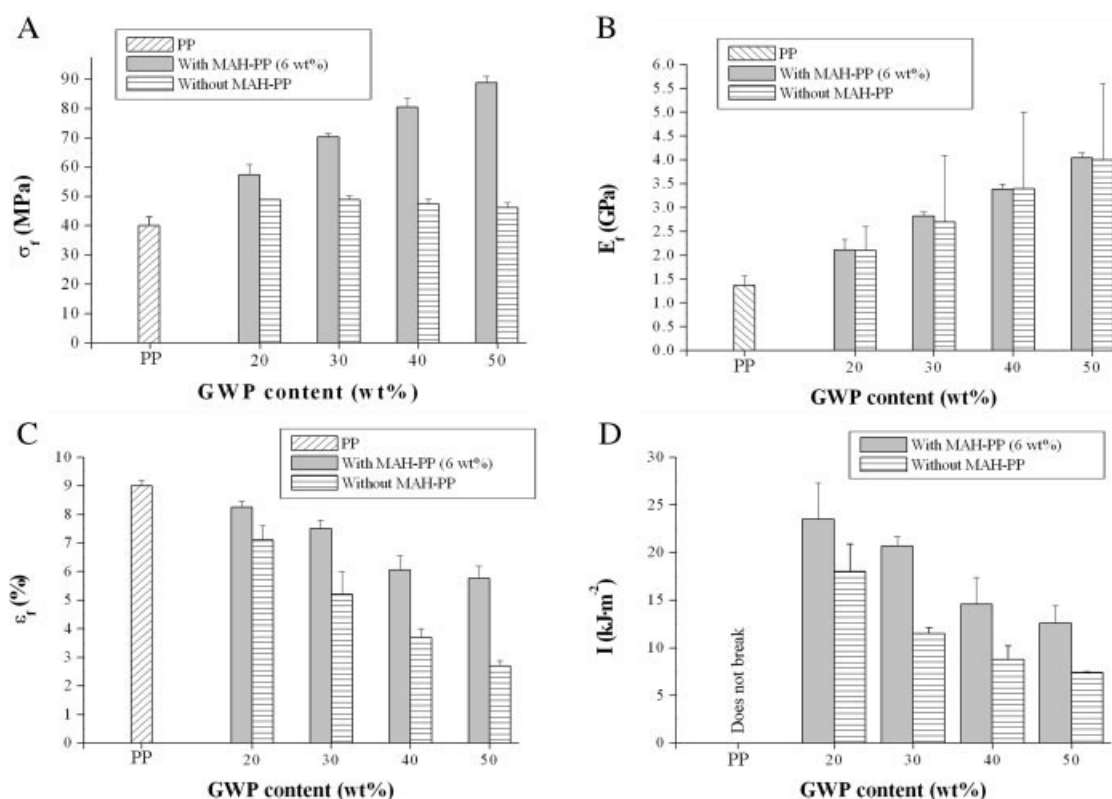 A
PP
With MAH-PP (6 wt%)
Without MAH-PP
90
80
70
60
50
40
30
20
10
0
σf (MPa)
PP 20 30 40 50
GWP content (wt%)
B
PP
With MAH-PP (6 wt%)
Without MAH-PP
6.0
5.5
5.0
4.5
4.0
3.5
3.0
2.5
2.0
1.5
1.0
0.5
0.0
Ef (GPa)
PP 20 30 40 50
GWP content (wt%)
C
PP
With MAH-PP (6 wt%)
Without MAH-PP
10
9
8
7
6
5
4
3
2
1
0
εf (%)
PP 20 30 40 50
GWP content (wt%)
D
With MAH-PP (6 wt%)
Without MAH-PP
30
25
20
15
10
5
0
I (kJ·m-2)
Does not break
PP 20 30 40 50
GWP content (wt%)